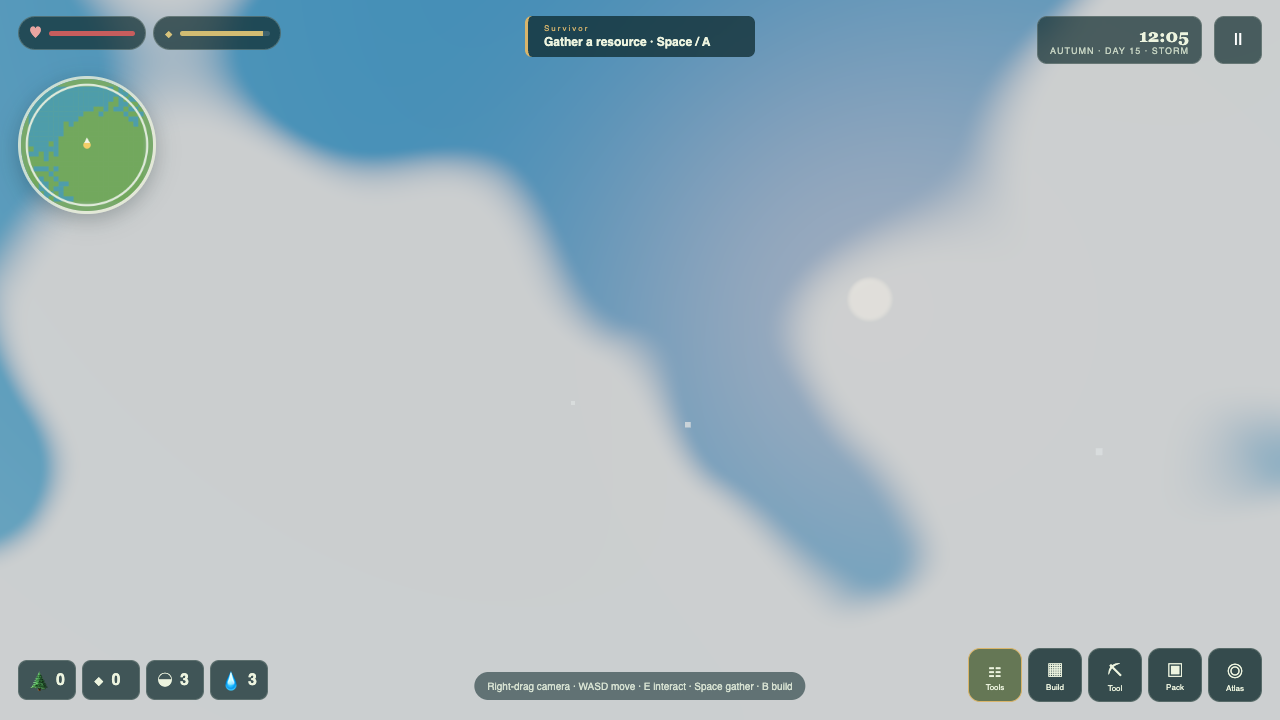 Survivor
Gather a resource · Space / A
12:05
AUTUMN · DAY 15 · STORM
0
0
3
3
Right-drag camera · WASD move · E interact · Space gather · B build
Tools
Build
Tool
Pack
Atlas